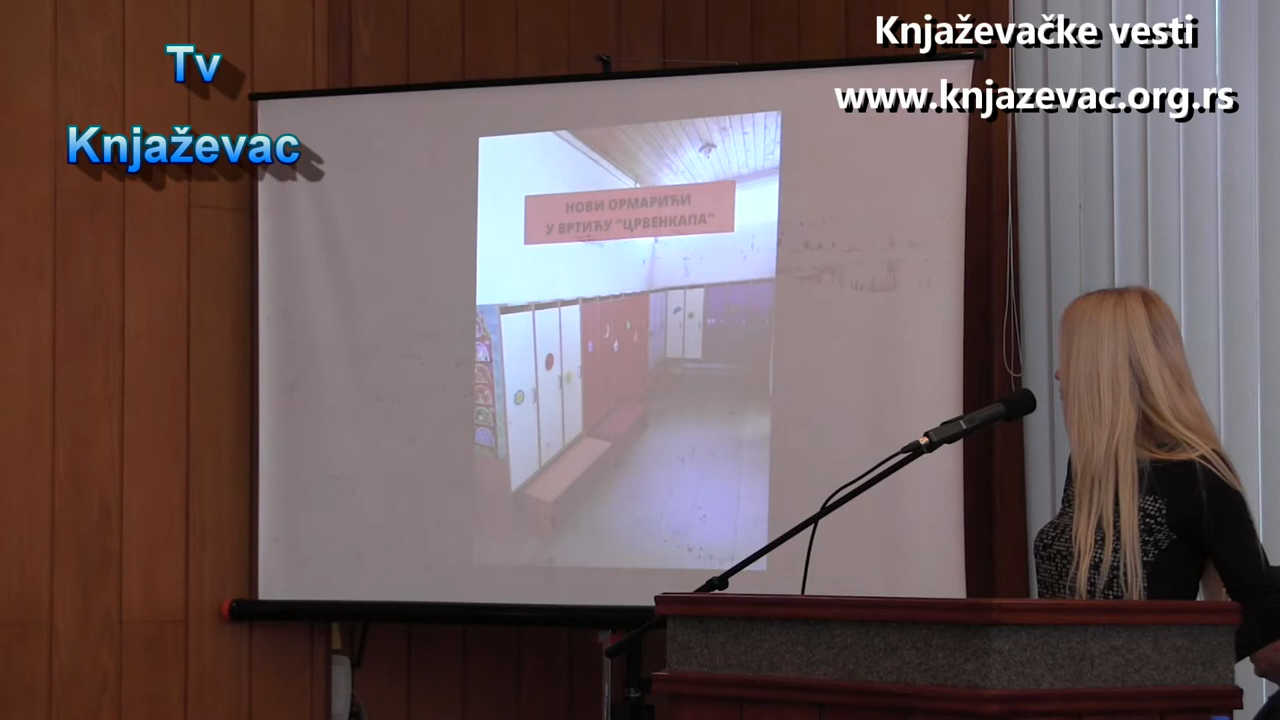 Tv
Knjaževac
Knjaževačke vesti
www.knjazevac.org.rs
НОВИ ОРМАРИЋИ
У ВРТИЋУ "ЦРВЕНКАПА"